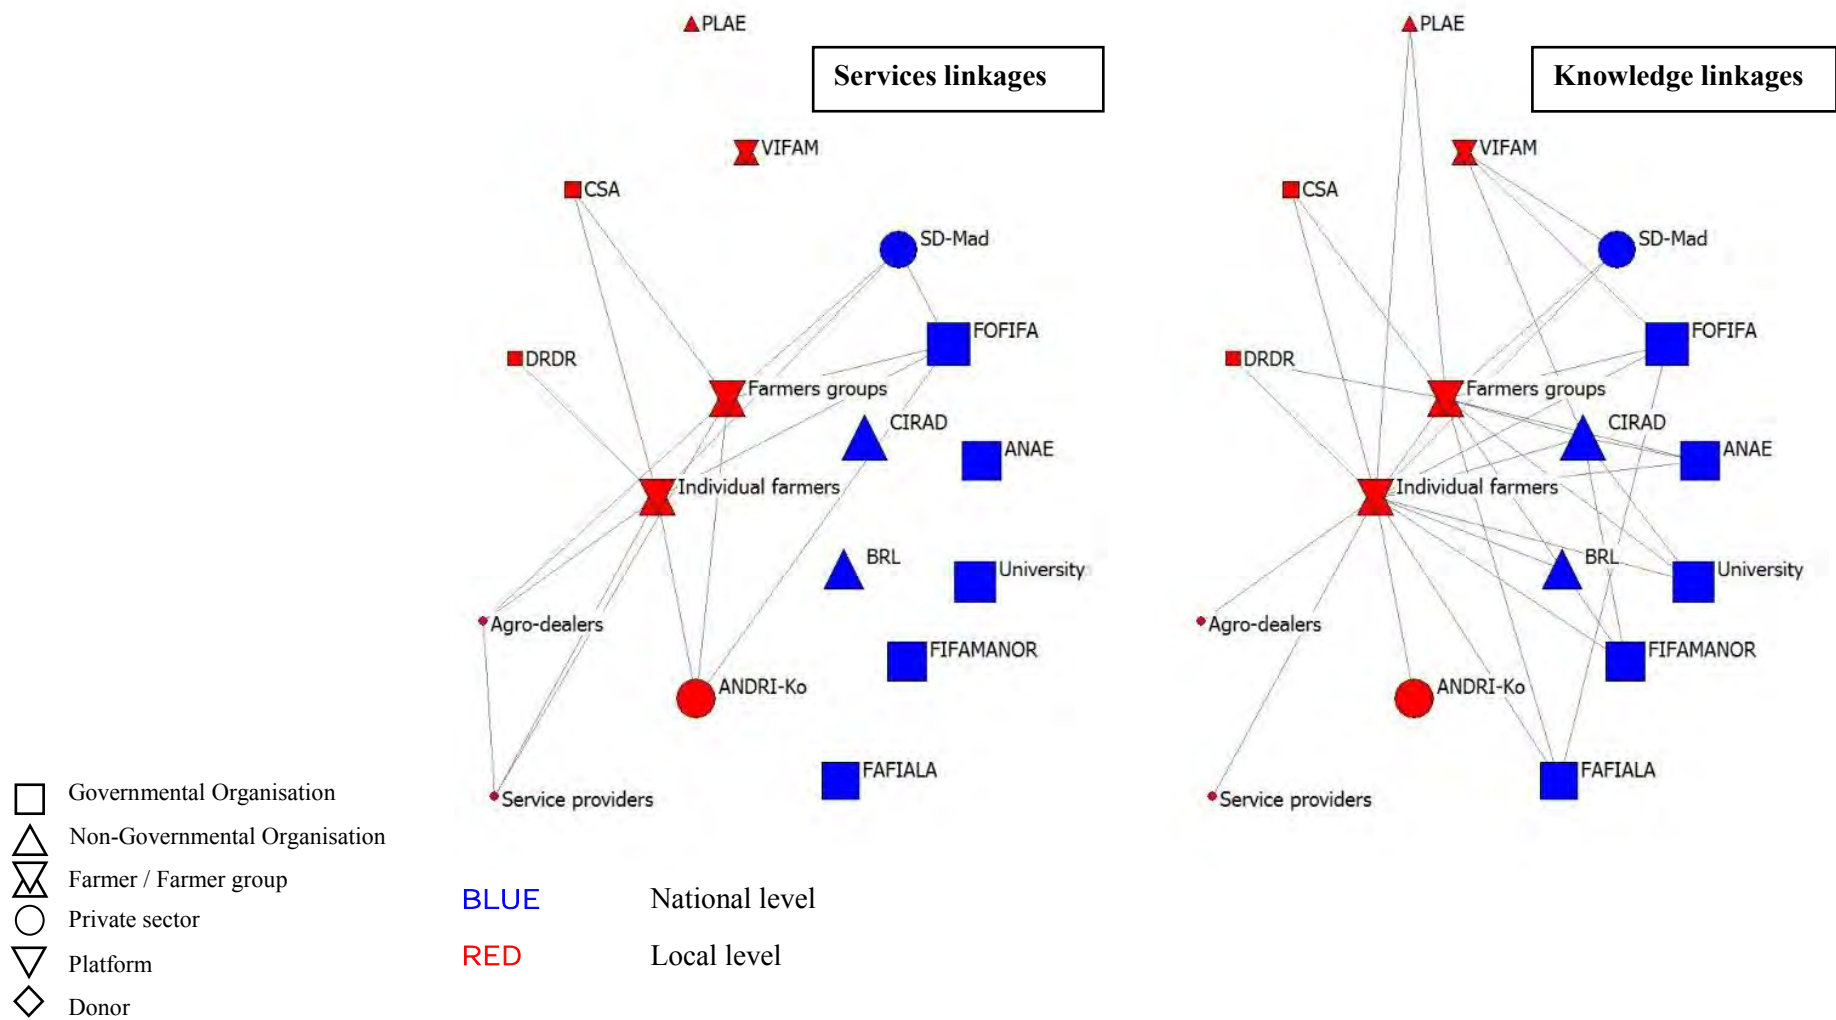 PLAE
Services linkages
VIFAM
CSA
SD-Mad
FOFIFA
DRDR
Farmers groups
CIRAD
ANAE
Individual farmers
BRL
University
Agro-dealers
FIFAMANOR
ANDRI-Ko
FAFIALA
Service providers
PLAE
Knowledge linkages
VIFAM
CSA
SD-Mad
FOFIFA
DRDR
Farmers groups
CIRAD
ANAE
Individual farmers
BRL
University
Agro-dealers
FIFAMANOR
ANDRI-Ko
FAFIALA
Service providers
Governmental Organisation
Non-Governmental Organisation
Farmer / Farmer group
Private sector
Platform
Donor
BLUE National level
RED Local level